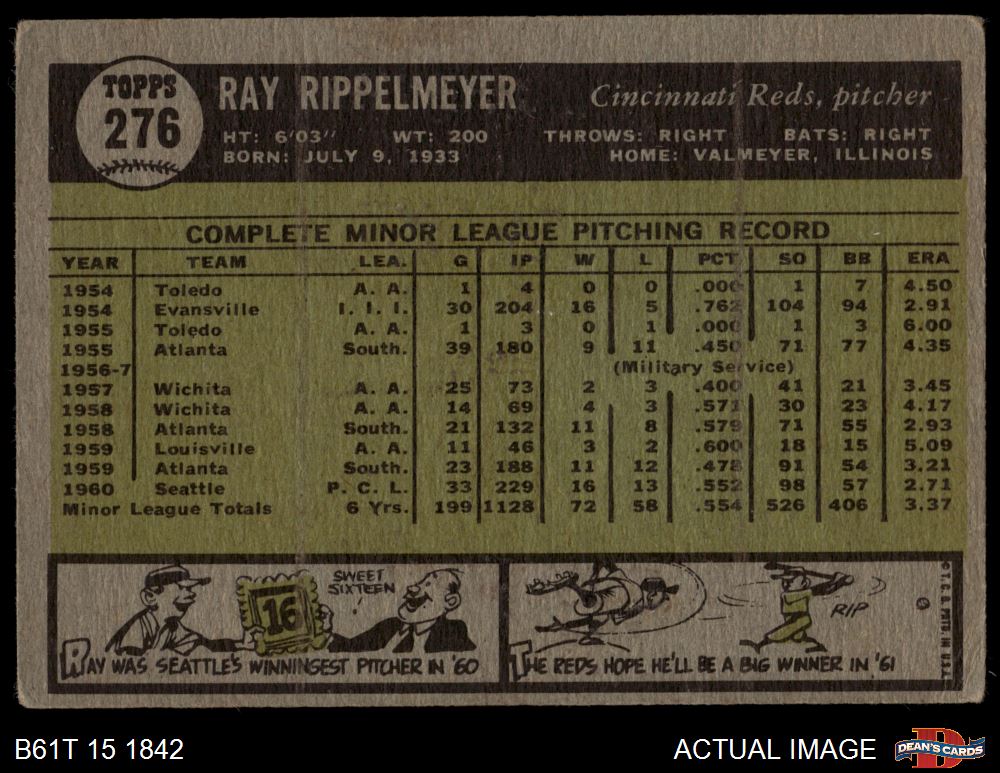 TOPPS
276
RAY RIPPELMEYER
Cincinnati Reds, pitcher
HT: 6'03" WT: 200 THROWS: RIGHT BATS: RIGHT
BORN: JULY 9, 1933 HOME: VALMEYER, ILLINOIS
COMPLETE MINOR LEAGUE PITCHING RECORD
YEAR TEAM LEA. G IP W L PCT SO BB ERA
1954 Toledo A. A. 1 4 0 0 .000 1 7 4.50
1954 Evansville I. I. I. 30 204 16 5 .762 104 94 2.91
1955 Toledo A. A. 1 3 0 1 .000 1 3 6.00
1955 Atlanta South. 39 180 9 11 .450 71 77 4.35
1956-7 (Military Service)
1957 Wichita A. A. 25 73 2 3 .400 41 21 3.45
1958 Wichita A. A. 14 69 4 3 .571 30 23 4.17
1958 Atlanta South. 21 132 11 8 .579 71 55 2.93
1959 Louisville A. A. 11 46 3 2 .600 18 15 5.09
1959 Atlanta South. 23 188 11 12 .478 91 54 3.21
1960 Seattle P. C. L. 33 229 16 13 .552 98 57 2.71
Minor League Totals 6 Yrs. 199 1128 72 58 .554 526 406 3.37
SWEET
SIXTEEN
!
16
RAY WAS SEATTLE'S WINNINGEST PITCHER IN '60
RIP
THE REDS HOPE HE'LL BE A BIG WINNER IN '61
© T. C. G. PRTD. IN U.S.A.
B61T 15 1842
ACTUAL IMAGE
D
DEAN'S CARDS